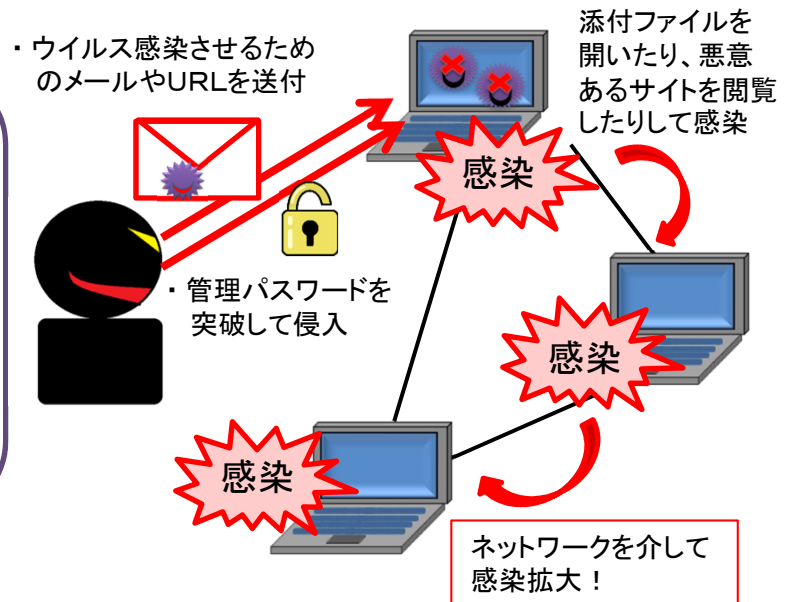 ・ウイルス感染させるため
のメールやＵＲＬを送付
添付ファイルを
開いたり、悪意
あるサイトを閲覧
したりして感染
感染
・管理パスワードを
突破して侵入
感染
感染
ネットワークを介して
感染拡大！